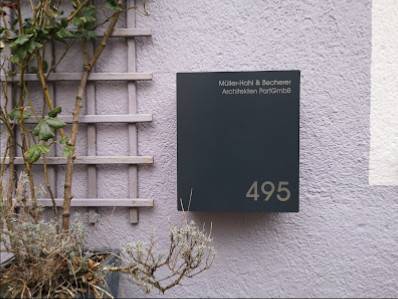 Müller-Hahl & Becherer
Architekten PartGmbB
495